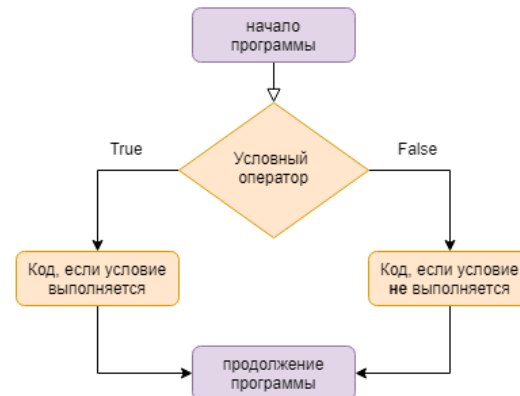 начало
программы
True
False
Условный
оператор
Код, если условие
выполняется
Код, если условие
не выполняется
продолжение
программы